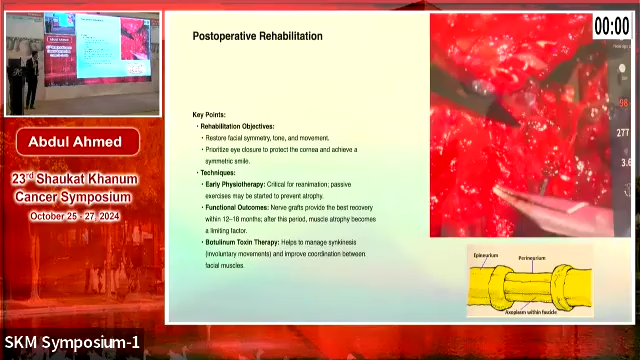 Postoperative Rehabilitation
00:00
Key Points:
• Rehabilitation Objectives:
• Restore facial symmetry, tone, and movement.
• Prioritize eye closure to protect the cornea and achieve a
symmetric smile.
• Techniques:
• Early Physiotherapy: Critical for reanimation; passive
exercises may be started to prevent atrophy.
• Functional Outcomes: Nerve grafts provide the best recovery
within 12–18 months; after this period, muscle atrophy becomes
a limiting factor.
• Botulinum Toxin Therapy: Helps to manage synkinesis
(involuntary movements) and improve coordination between
facial muscles.
98
277
3.6
Epineurium
Perineurium
Axoplasm within fascicle
Abdul Ahmed
23rd Shaukat Khanum
Cancer Symposium
October 25 - 27, 2024
SKM Symposium-1